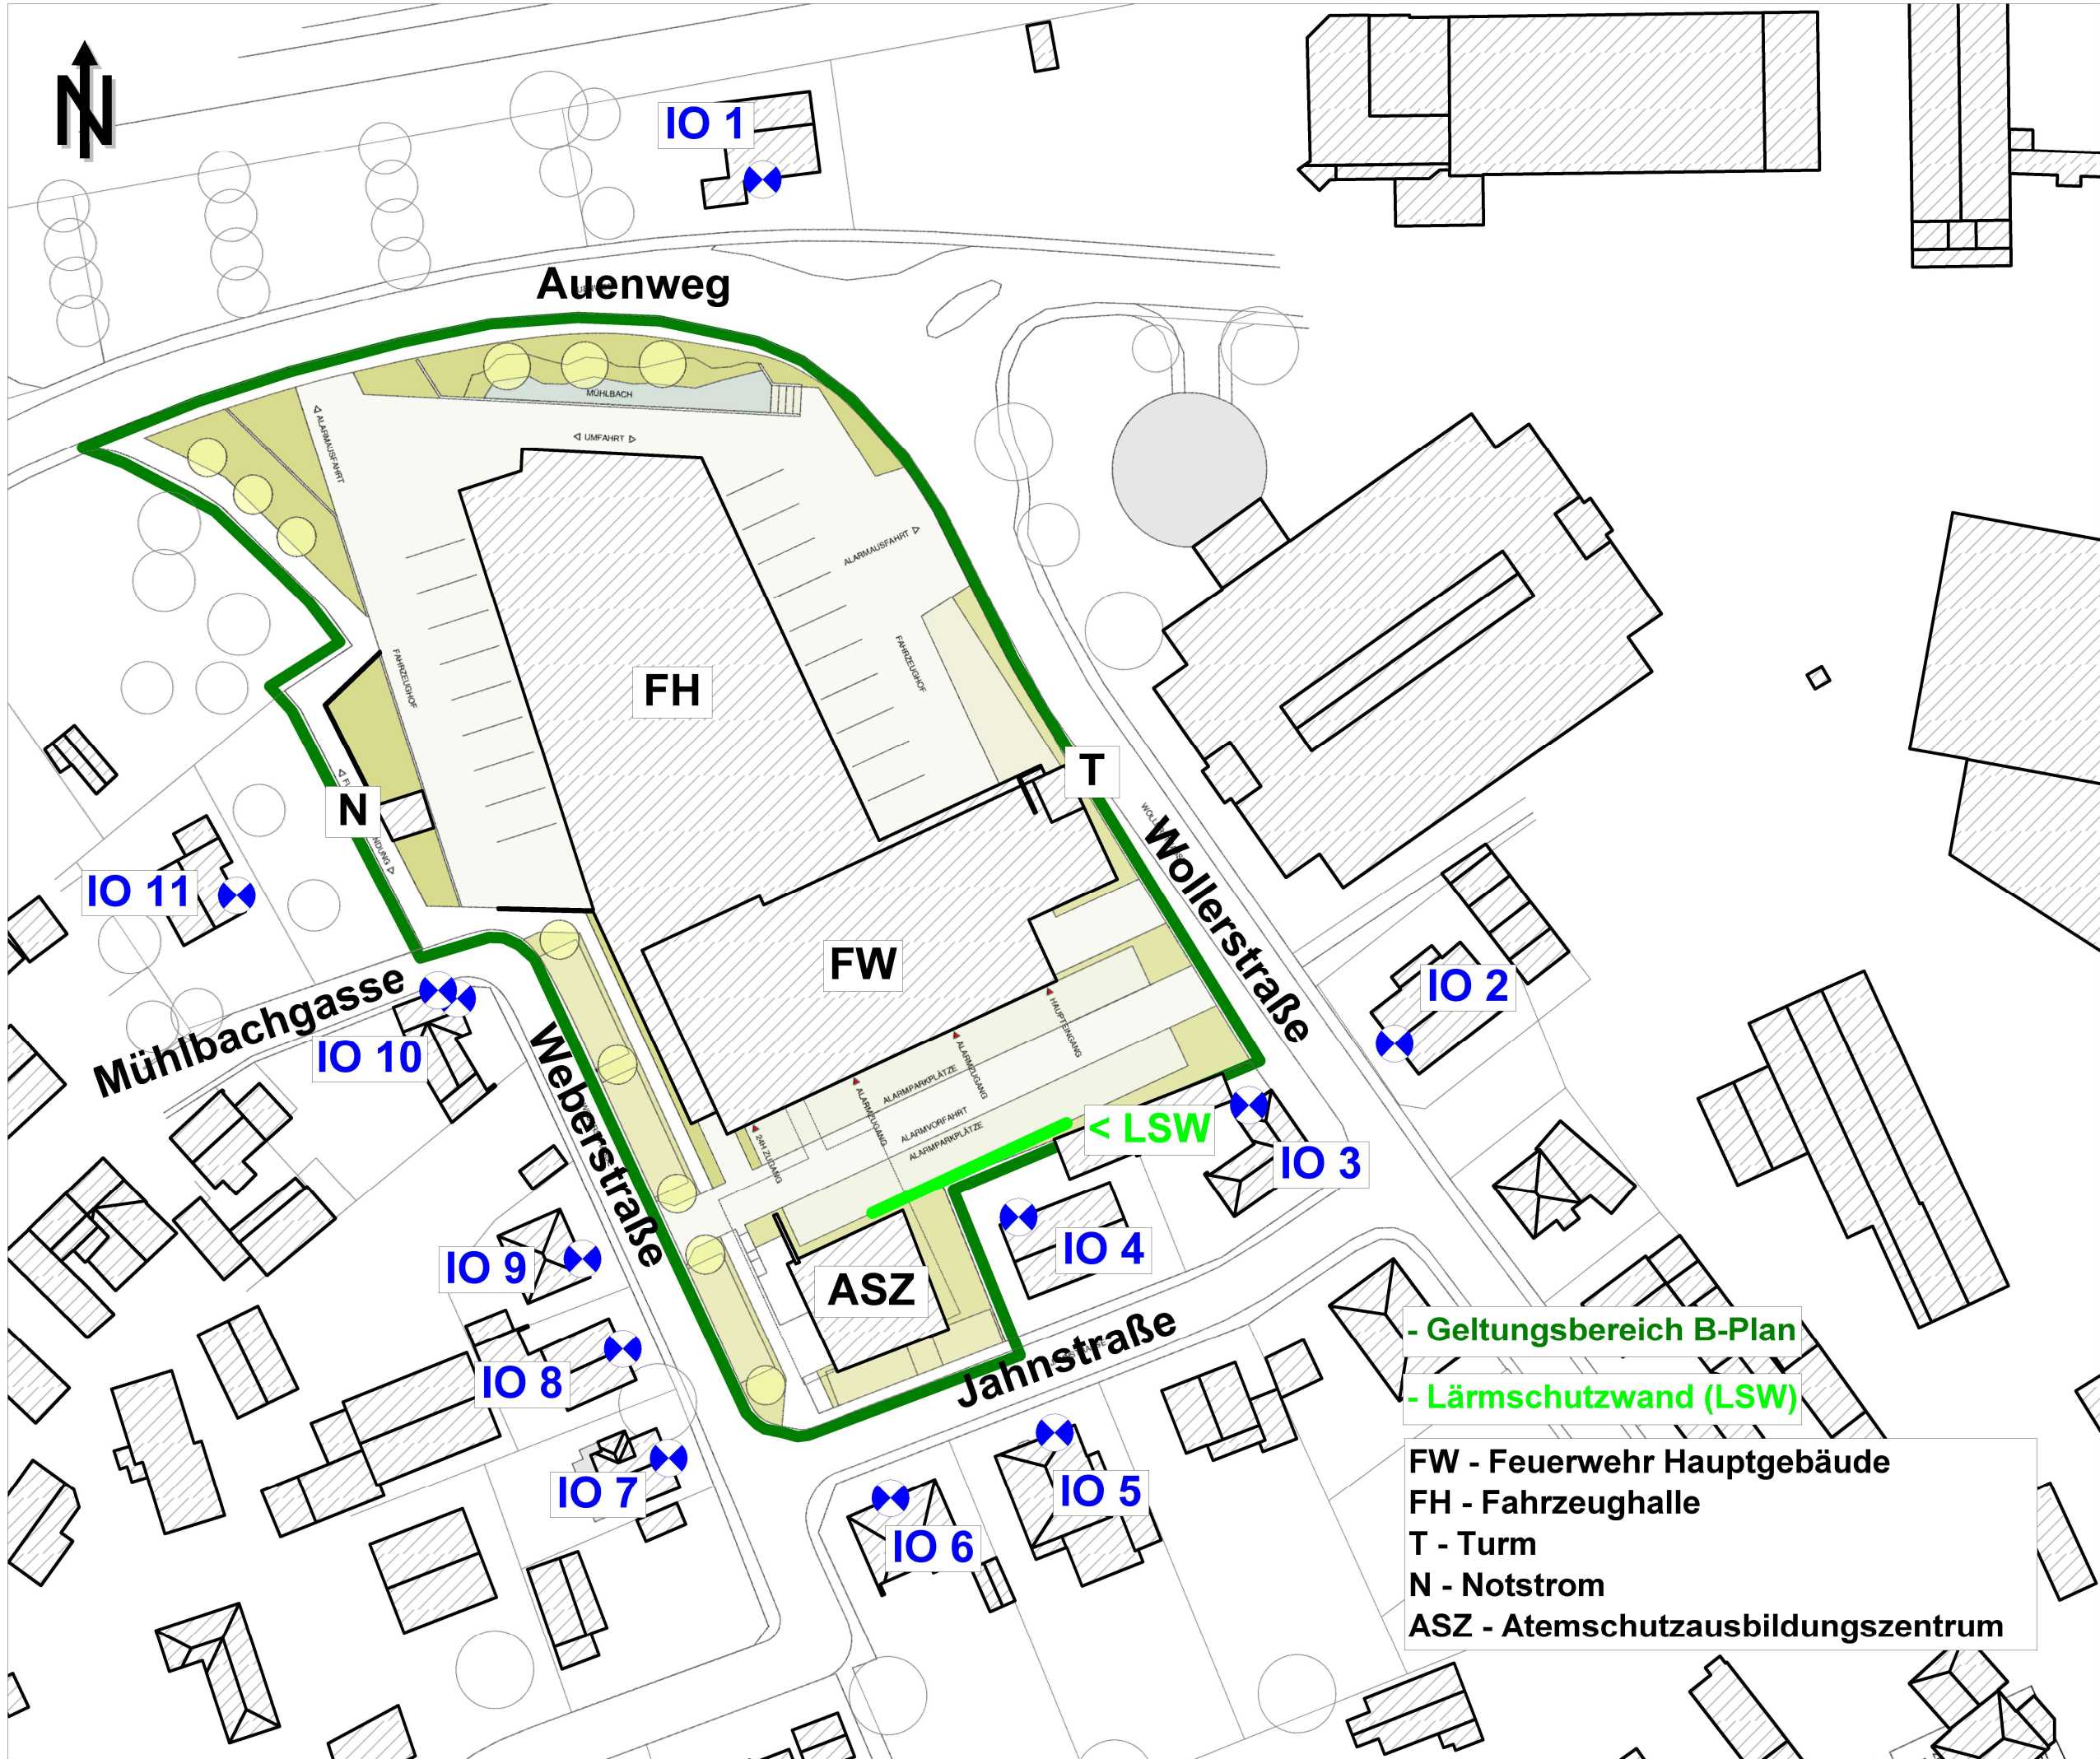 N
IO 1
Auenweg
MÜHLBACH
◁ UMFAHRT ▷
◁ ALARMAUSFAHRT
ALARMAUSFAHRT ▷
FAHRZEUGHOF
FAHRZEUGHOF
FH
T
N
IO 11
Wollerstraße
FW
IO 2
Mühlbachgasse
IO 10
Weberstraße
HAUPTEINGANG
ALARMZUGANG
ALARMPARKPLÄTZE
ALARMZUGANG
ALARMVORFAHRT
ALARMPARKPLÄTZE
24H ZUGANG
< LSW
IO 3
IO 4
IO 9
ASZ
Jahnstraße
IO 8
IO 7
IO 5
IO 6
- Geltungsbereich B-Plan
- Lärmschutzwand (LSW)
FW - Feuerwehr Hauptgebäude
FH - Fahrzeughalle
T - Turm
N - Notstrom
ASZ - Atemschutzausbildungszentrum